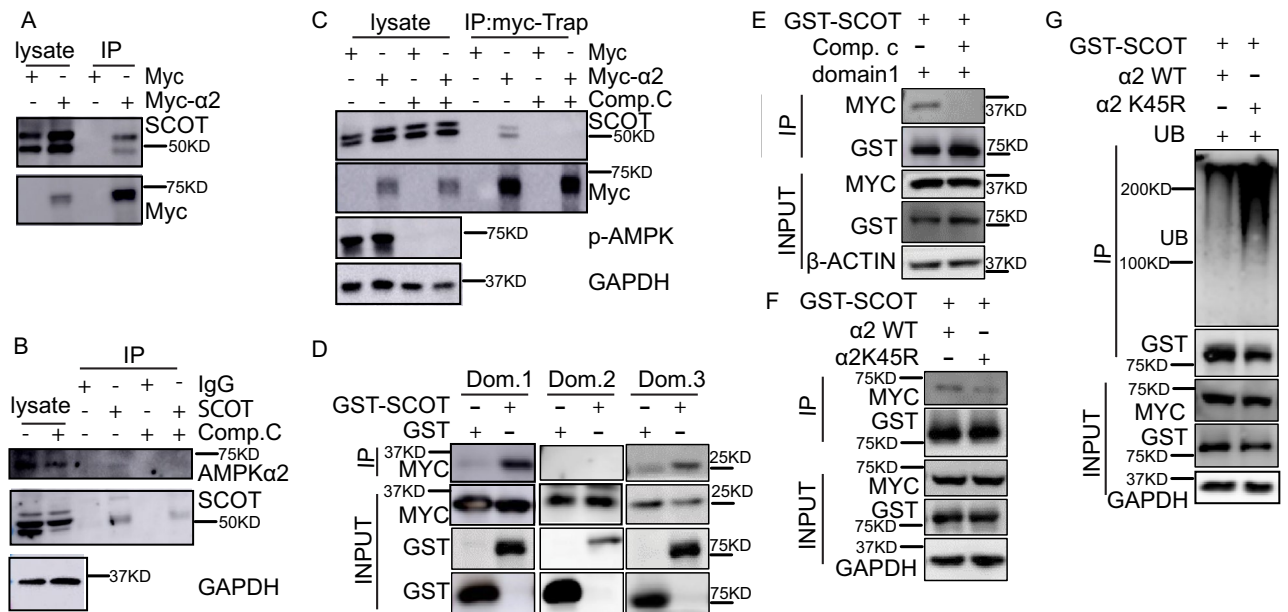 A
lysate IP
+ - + - Myc
- + - + Myc-α2
SCOT
50KD
75KD
Myc
B
IP
+ - + - IgG
lysate - + - + SCOT
- + - - + + Comp.C
75KD
AMPKα2
SCOT
50KD
37KD
GAPDH
C
lysate IP:myc-Trap
+ - + - + - + - Myc
- + - + - + - + Myc-α2
- - + + - - + + Comp.C
SCOT
50KD
75KD
Myc
75KD p-AMPK
37KD GAPDH
D
Dom.1 Dom.2 Dom.3
GST-SCOT - + - + - +
GST + - + - + -
IP
37KD
MYC
25KD
INPUT
37KD
MYC
25KD
GST 75KD
GST 75KD
E
GST-SCOT + +
Comp. c - +
domain1 + +
IP
MYC 37KD
GST 75KD
INPUT
MYC 37KD
GST 75KD
β-ACTIN 37KD
F
GST-SCOT + +
α2 WT + -
α2K45R - +
IP
75KD
MYC
GST
75KD
INPUT
75KD
MYC
GST
75KD
37KD
GAPDH
G
GST-SCOT + +
α2 WT + -
α2 K45R - +
UB + +
IP
200KD
UB
100KD
GST
75KD
INPUT
75KD
MYC
GST
75KD
37KD
GAPDH